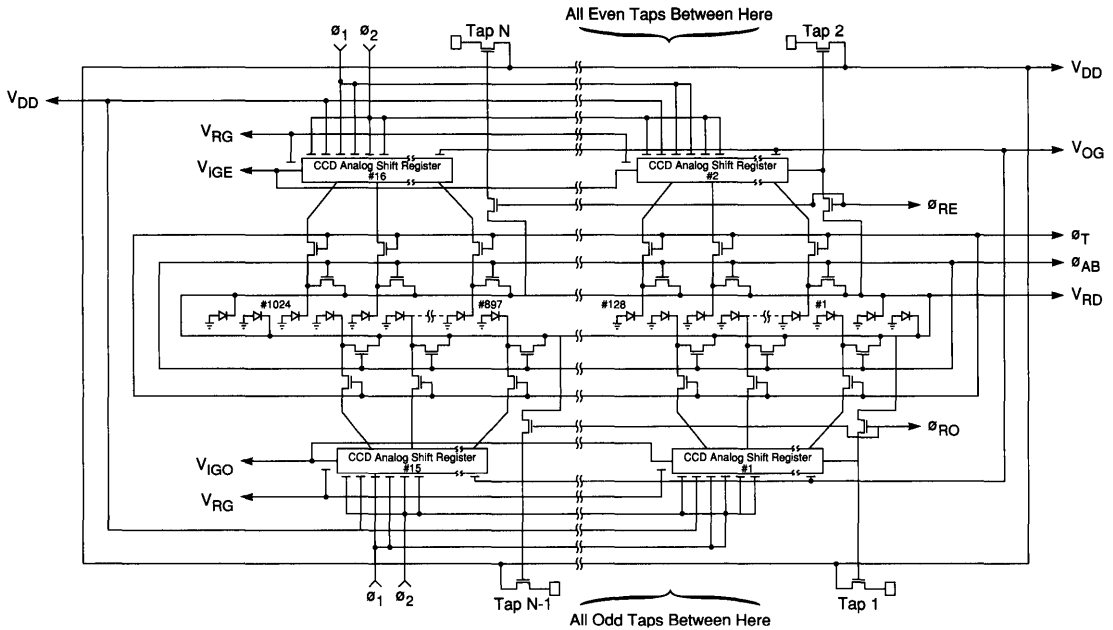 All Even Taps Between Here
ø1 ø2
Tap N
Tap 2
VDD
VDD
VRG
VOG
CCD Analog Shift Register
#16
CCD Analog Shift Register
#2
VIGE
øRE
øT
øAB
VRD
#1024
#897
#128
#1
øRO
CCD Analog Shift Register
#15
CCD Analog Shift Register
#1
VIGO
VRG
ø1 ø2
Tap N-1
Tap 1
All Odd Taps Between Here